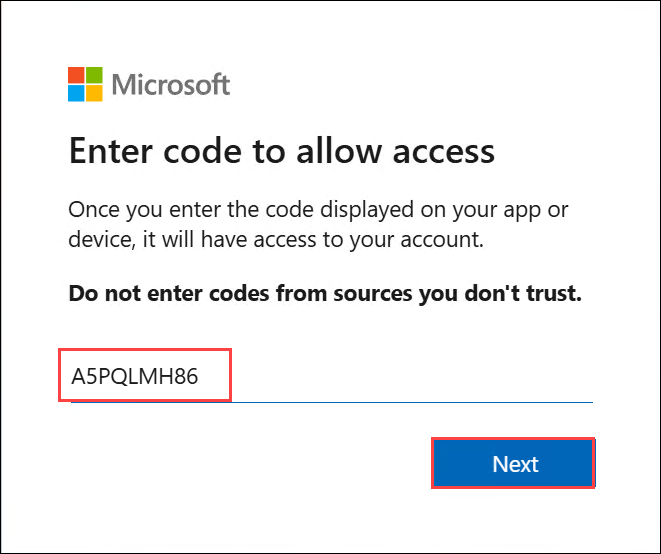 Microsoft
Enter code to allow access
Once you enter the code displayed on your app or
device, it will have access to your account.
Do not enter codes from sources you don't trust.
A5PQLMH86
Next